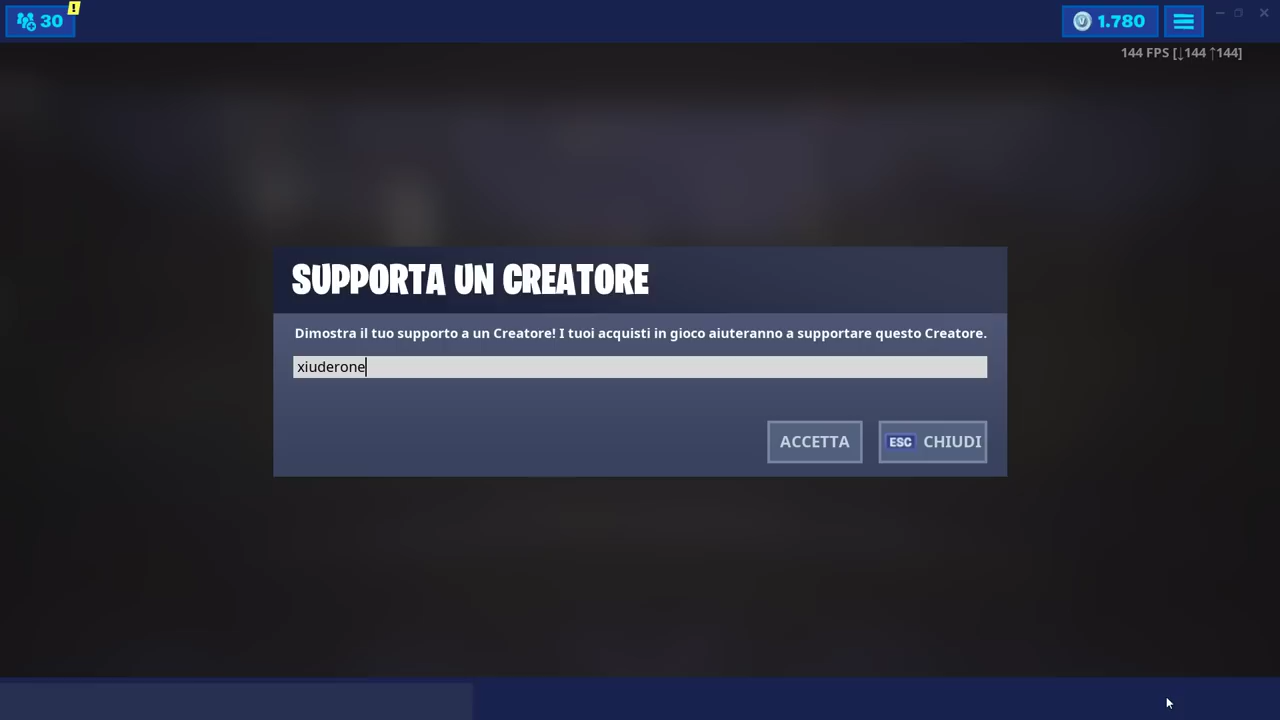 30 !
1.780
144 FPS [↓144 ↑144]
SUPPORTA UN CREATORE
Dimostra il tuo supporto a un Creatore! I tuoi acquisti in gioco aiuteranno a supportare questo Creatore.
xiuderone
ACCETTA ESC CHIUDI